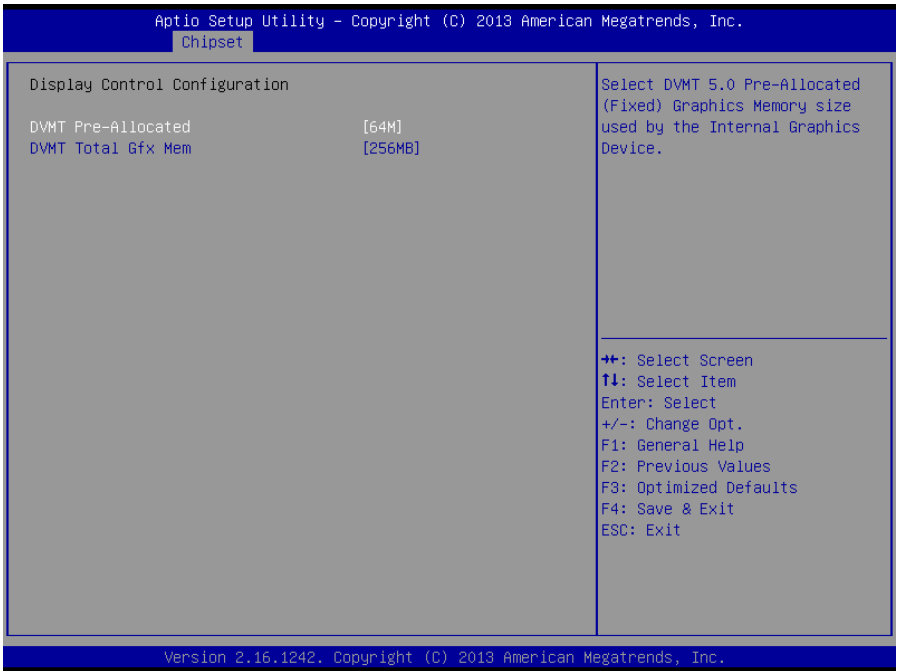 Aptio Setup Utility – Copyright (C) 2013 American Megatrends, Inc.
Chipset
Display Control Configuration
DVMT Pre-Allocated [64M]
DVMT Total Gfx Mem [256MB]
Select DVMT 5.0 Pre-Allocated
(Fixed) Graphics Memory size
used by the Internal Graphics
Device.
→←: Select Screen
↑↓: Select Item
Enter: Select
+/-: Change Opt.
F1: General Help
F2: Previous Values
F3: Optimized Defaults
F4: Save & Exit
ESC: Exit
Version 2.16.1242. Copyright (C) 2013 American Megatrends, Inc.